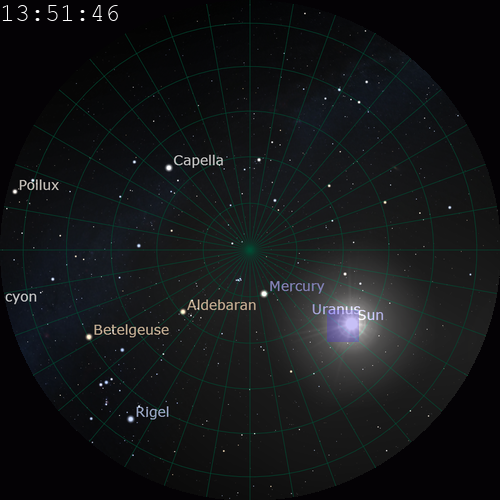 13:51:46
Capella
Pollux
Mercury
cyon
Aldebaran
Uranus
Sun
Betelgeuse
Rigel